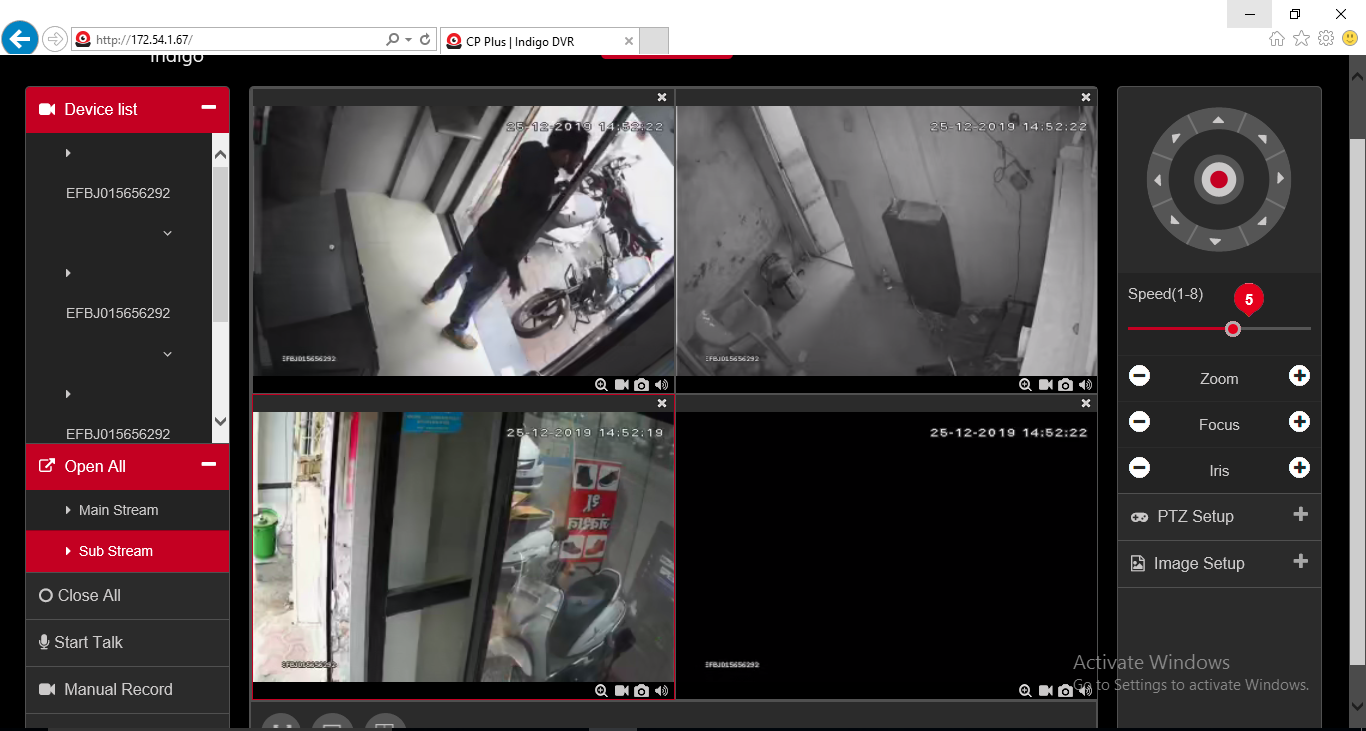 http://172.54.1.67/
CP Plus | Indigo DVR
Indigo
Device list
EFBJ015656292
EFBJ015656292
EFBJ015656292
Open All
Main Stream
Sub Stream
Close All
Start Talk
Manual Record
25-12-2019 14:52:22
EFBJ015656292
25-12-2019 14:52:22
EFBJ015656292
25-12-2019 14:52:19
EFBJ015656292
25-12-2019 14:52:22
EFBJ015656292
Speed(1-8)
5
Zoom
Focus
Iris
PTZ Setup
Image Setup
Activate Windows
Go to Settings to activate Windows.